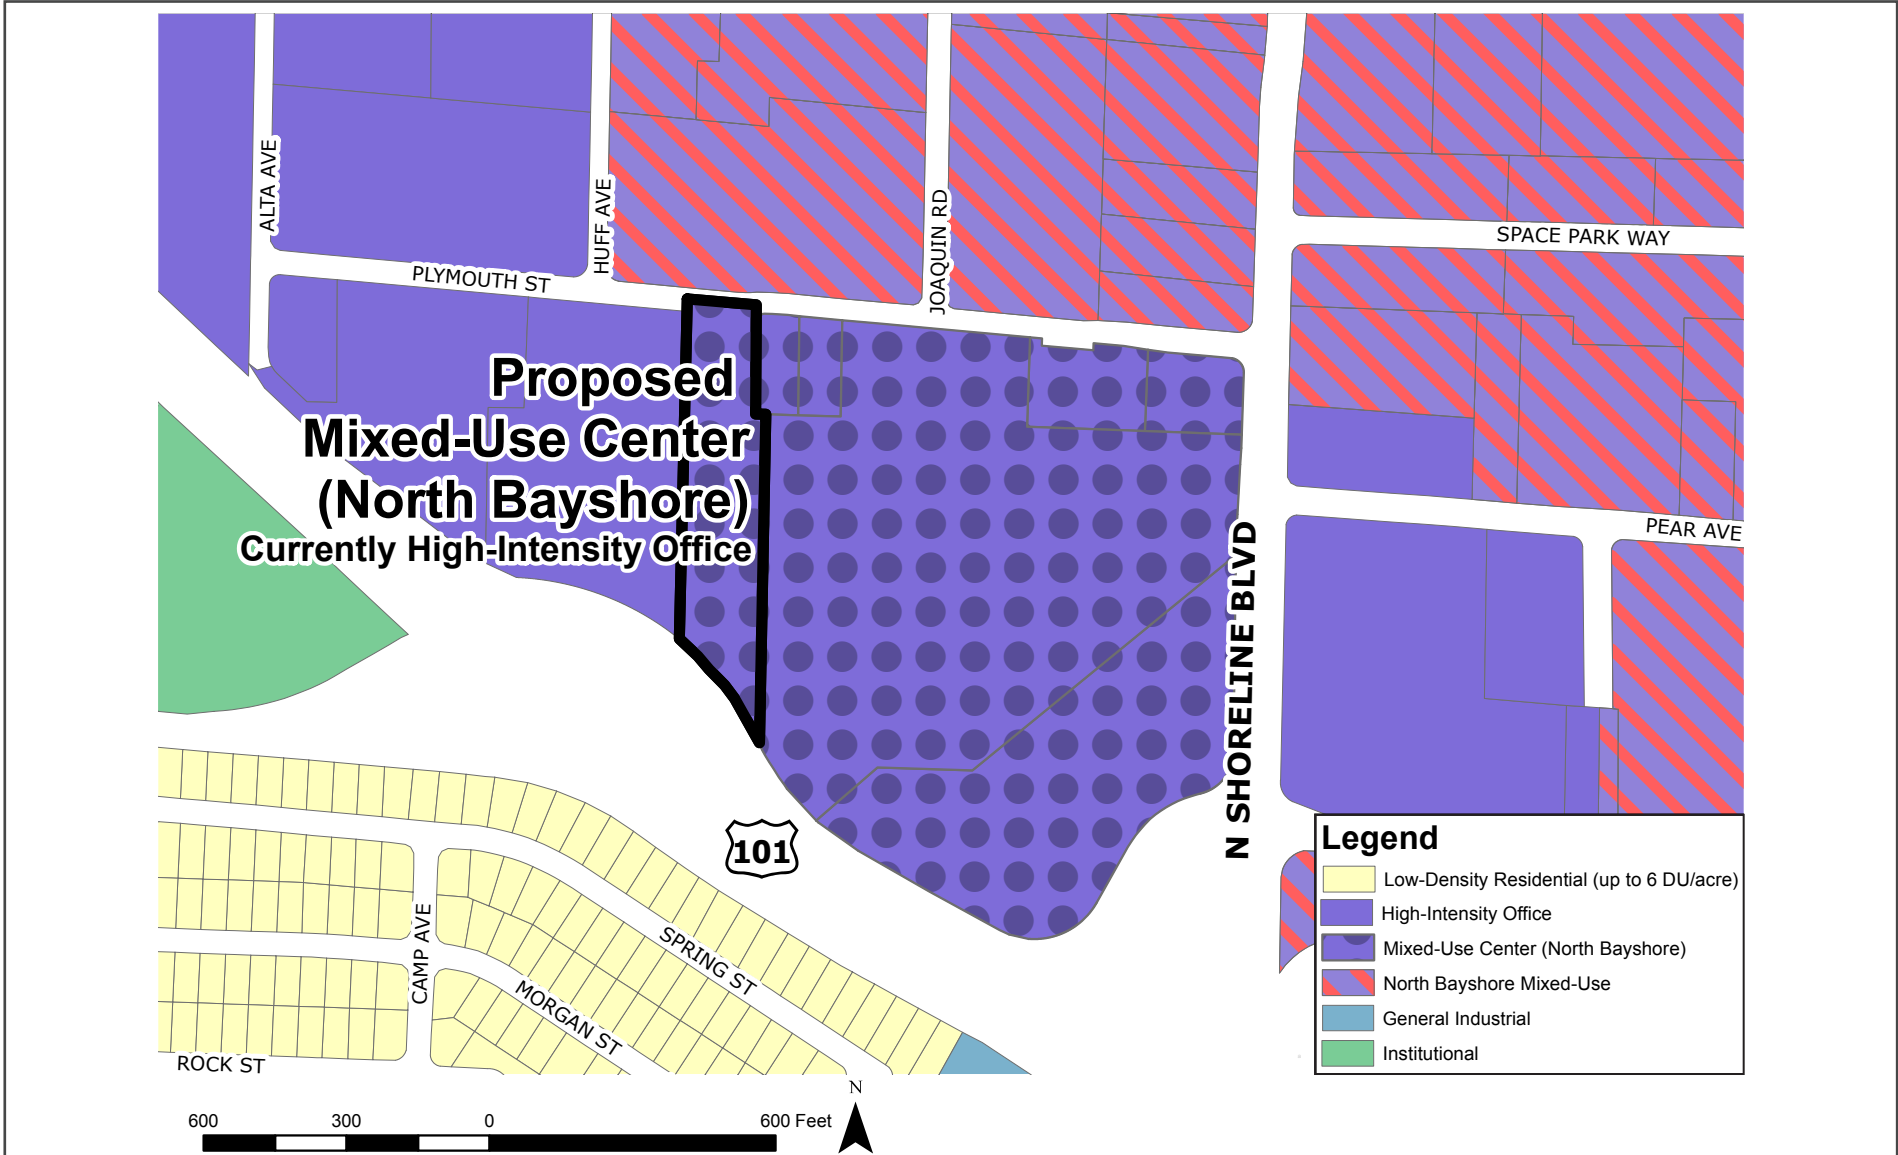 ALTA AVE
HUFF AVE
JOAQUIN RD
SPACE PARK WAY
PLYMOUTH ST
Proposed
Mixed-Use Center
(North Bayshore)
Currently High-Intensity Office
PEAR AVE
N SHORELINE BLVD
101
CAMP AVE
SPRING ST
MORGAN ST
ROCK ST
Legend
Low-Density Residential (up to 6 DU/acre)
High-Intensity Office
Mixed-Use Center (North Bayshore)
North Bayshore Mixed-Use
General Industrial
Institutional
N
600 300 0 600 Feet